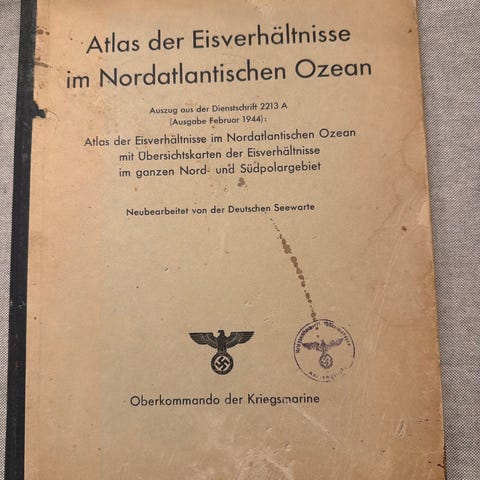 Atlas der Eisverhältnisse
im Nordatlantischen Ozean
Auszug aus der Dienstschrift 2213 A
(Ausgabe Februar 1944):
Atlas der Eisverhältnisse im Nordatlantischen Ozean
mit Übersichtskarten der Eisverhältnisse
im ganzen Nord- und Südpolargebiet
Neubearbeitet von der Deutschen Seewarte
Oberkommando der Kriegsmarine